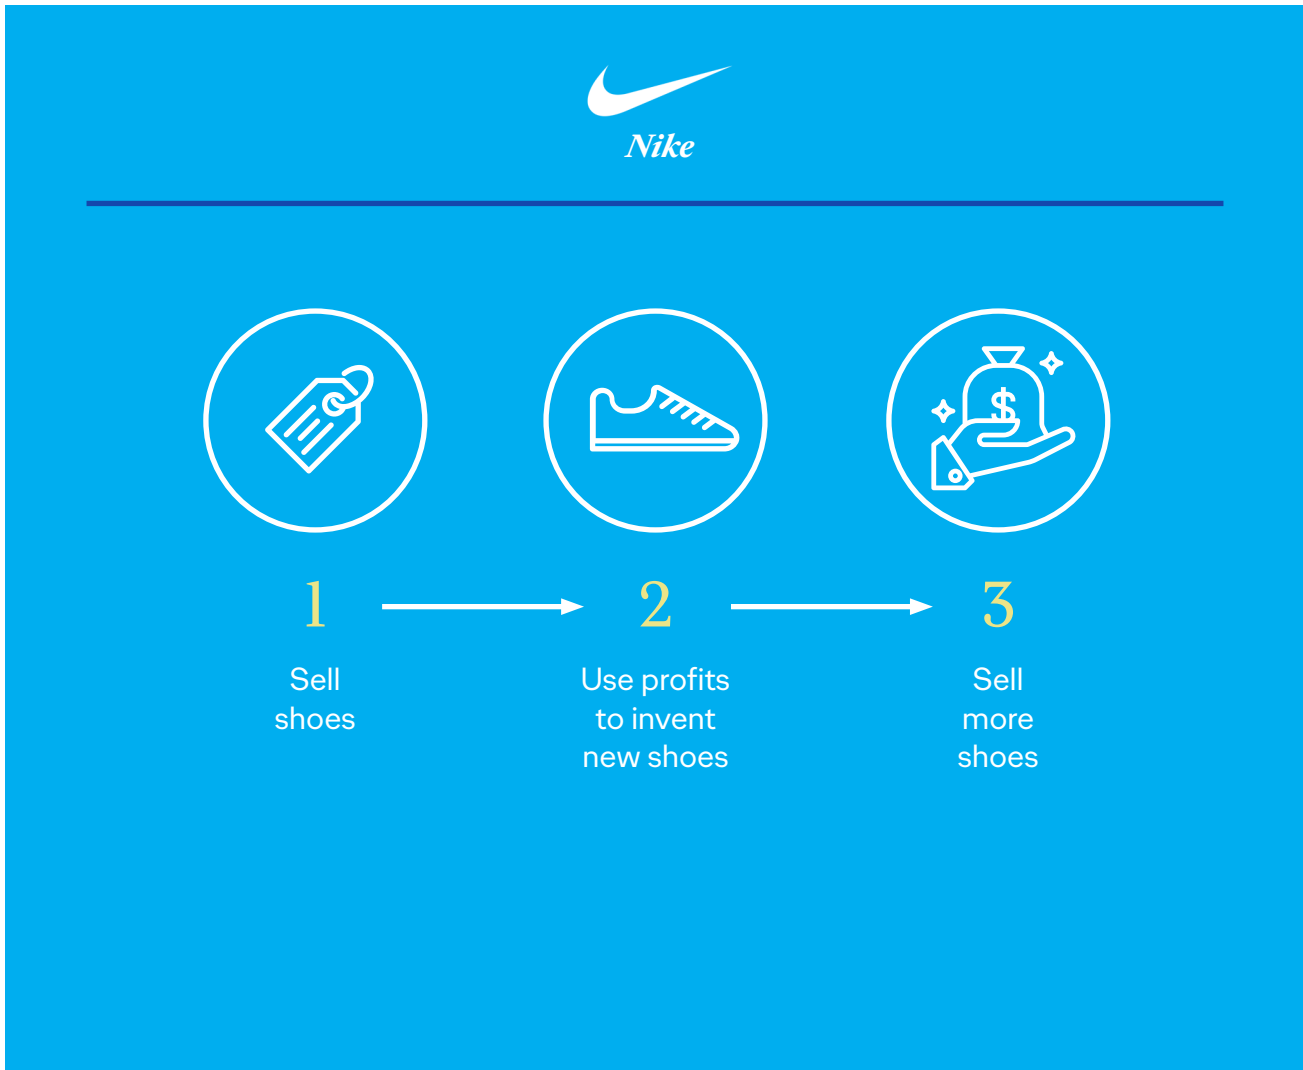 Nike
$
1
2
3
Sell
shoes
Use profits
to invent
new shoes
Sell
more
shoes